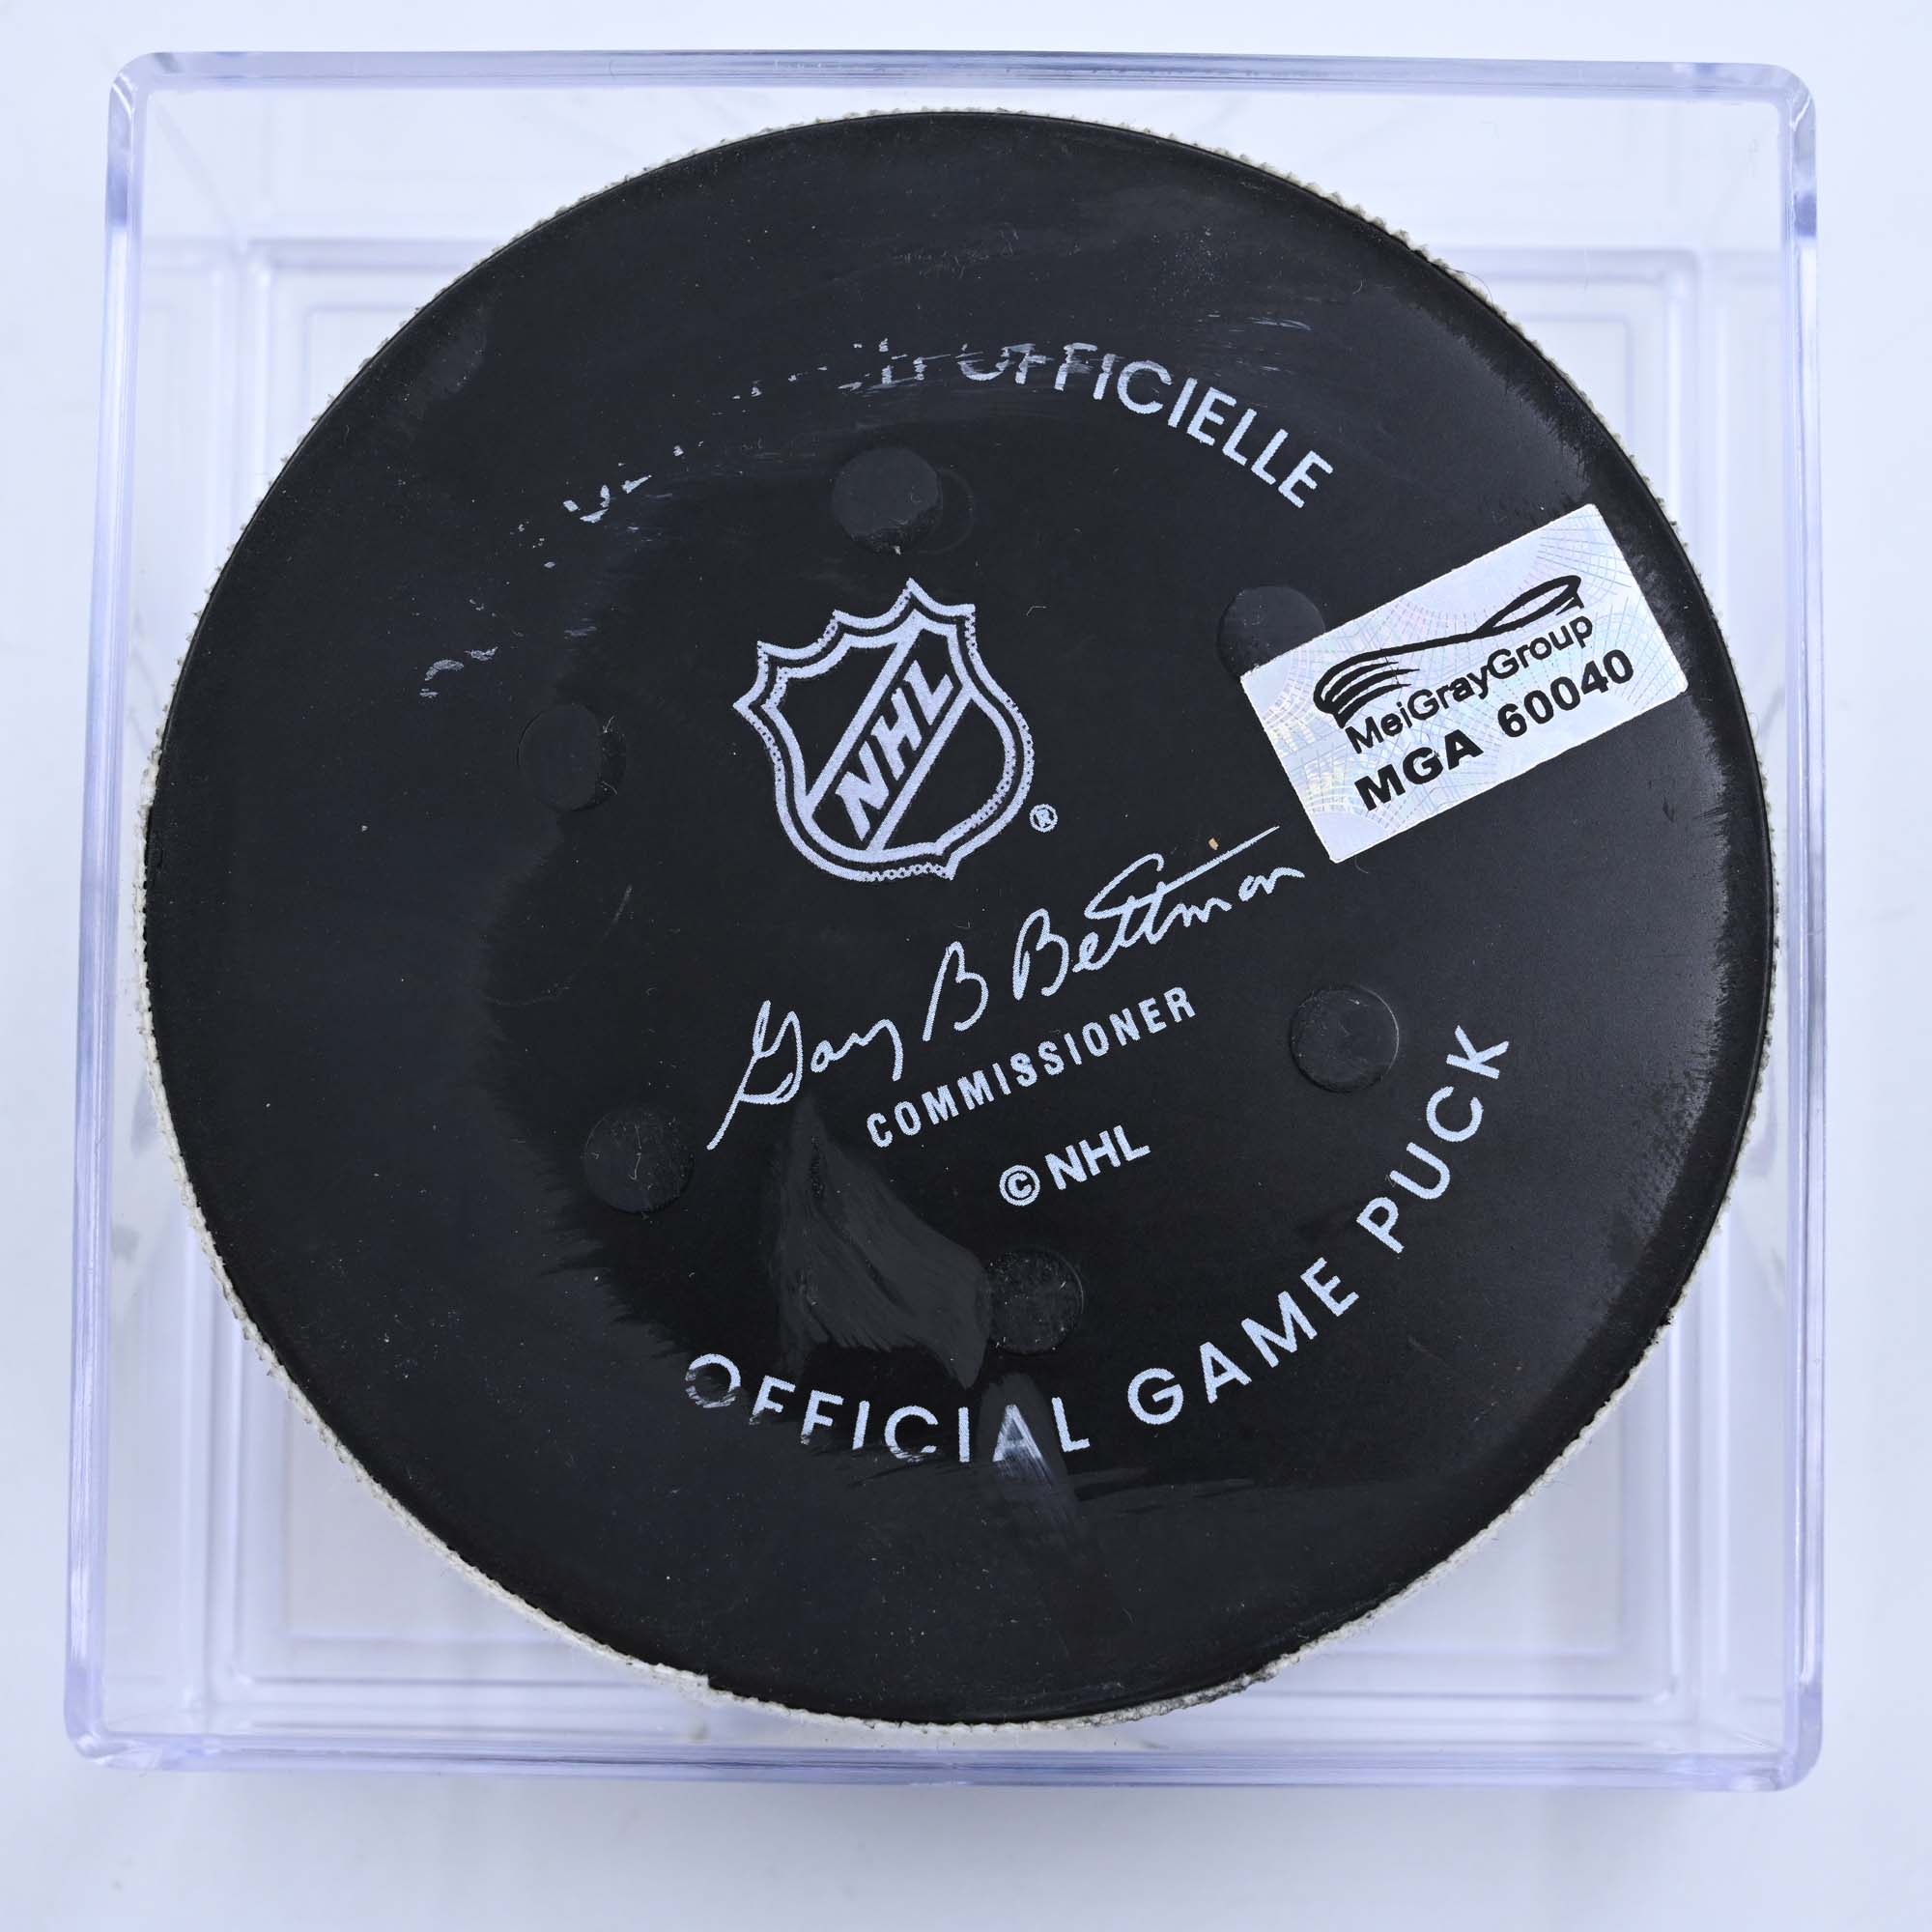 OFFICIELLE
NHL
®
MeiGrayGroup
MGA 60040
Gary B Bettman
COMMISSIONER
© NHL
OFFICIAL GAME PUCK